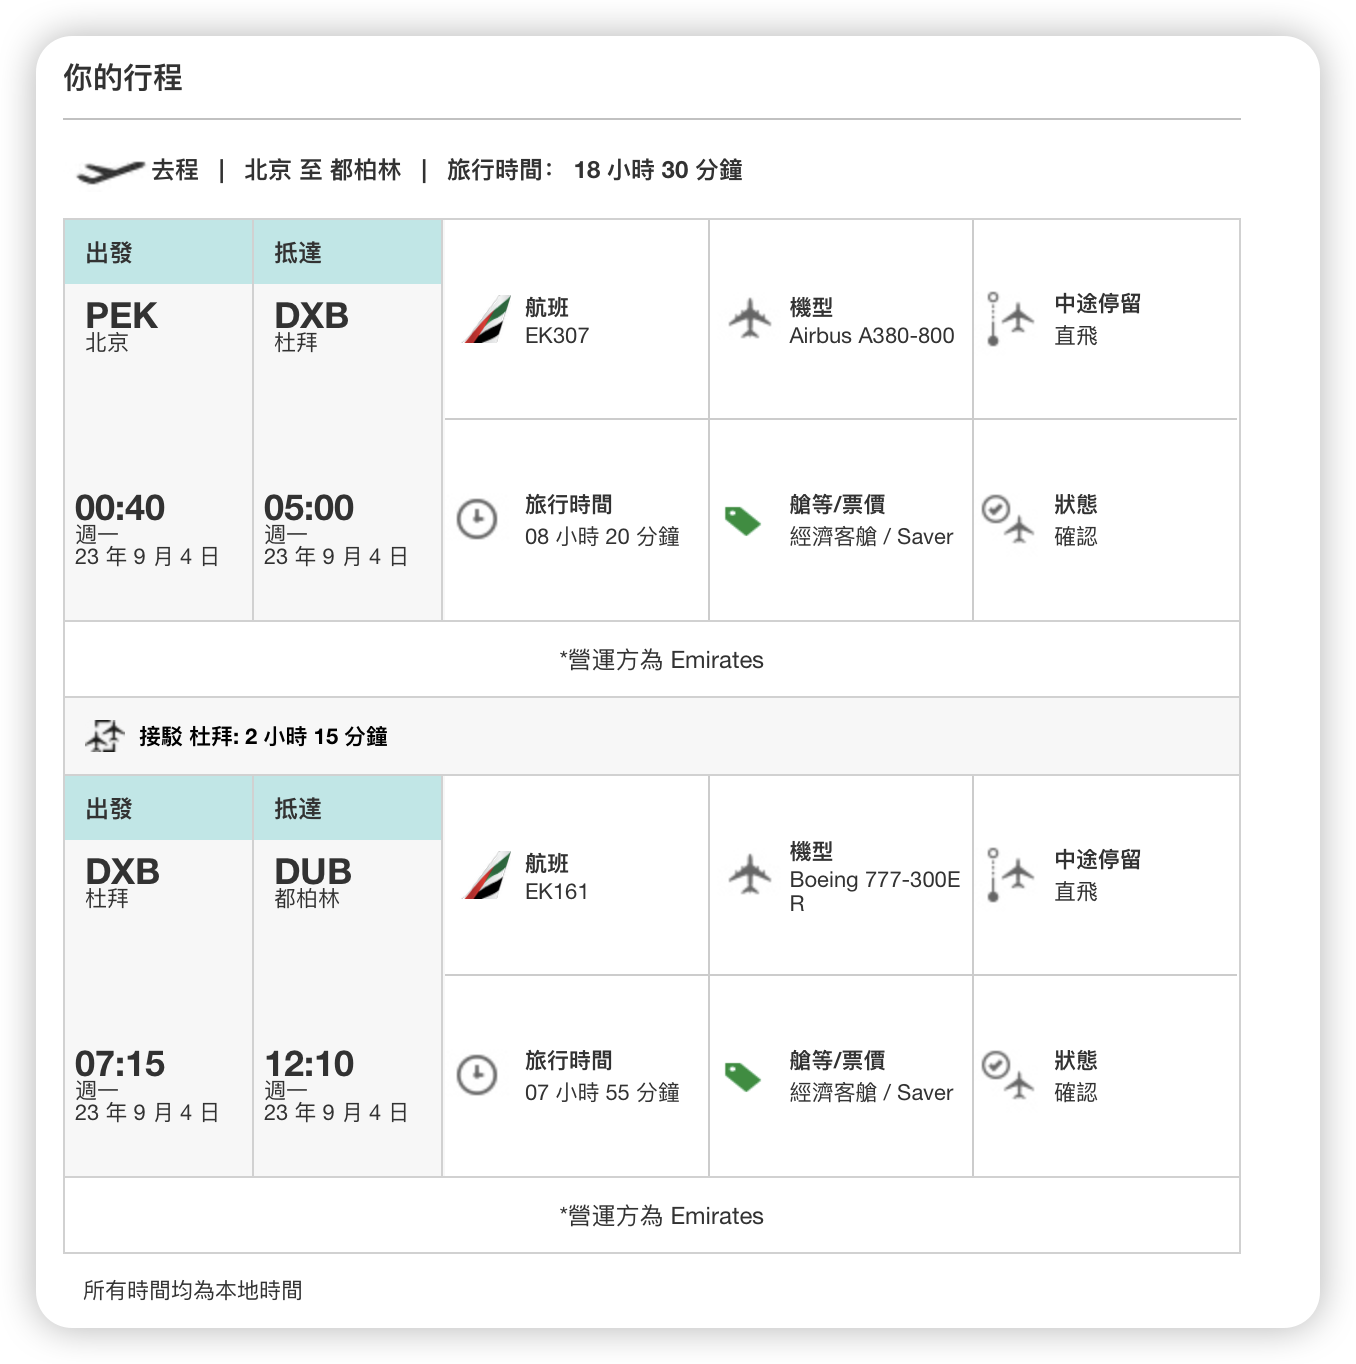 你的行程
去程 | 北京 至 都柏林 | 旅行時間： 18 小時 30 分鐘
出發
抵達
PEK
北京
DXB
杜拜
航班
EK307
機型
Airbus A380-800
中途停留
直飛
00:40
週一
23 年 9 月 4 日
05:00
週一
23 年 9 月 4 日
旅行時間
08 小時 20 分鐘
艙等/票價
經濟客艙 / Saver
狀態
確認
*營運方為 Emirates
接駁 杜拜: 2 小時 15 分鐘
出發
抵達
DXB
杜拜
DUB
都柏林
航班
EK161
機型
Boeing 777-300E
R
中途停留
直飛
07:15
週一
23 年 9 月 4 日
12:10
週一
23 年 9 月 4 日
旅行時間
07 小時 55 分鐘
艙等/票價
經濟客艙 / Saver
狀態
確認
*營運方為 Emirates
所有時間均為本地時間